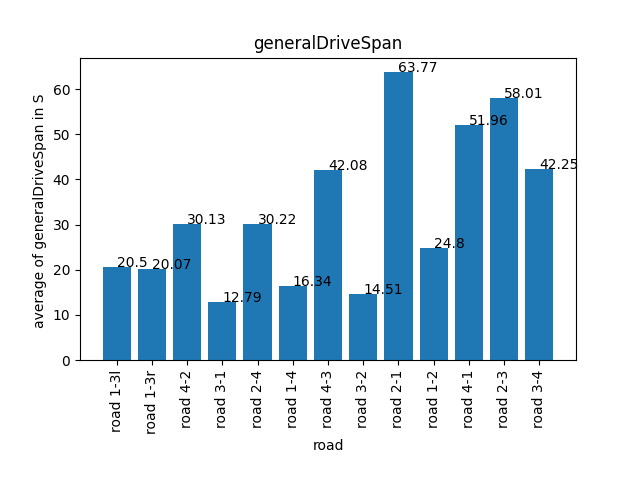 generalDriveSpan
average of generalDriveSpan in S
60
50
40
30
20
10
0
20.5
20.07
30.13
12.79
30.22
16.34
42.08
14.51
63.77
24.8
51.96
58.01
42.25
road 1-3l
road 1-3r
road 4-2
road 3-1
road 2-4
road 1-4
road 4-3
road 3-2
road 2-1
road 1-2
road 4-1
road 2-3
road 3-4
road